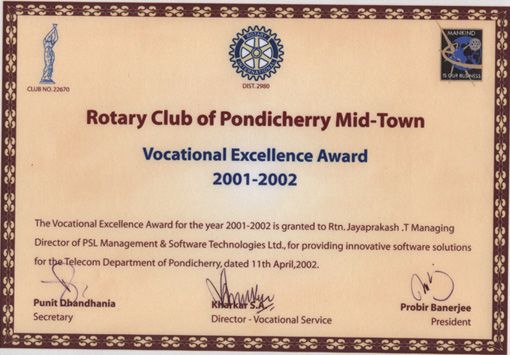 MANKIND
IS OUR BUSINESS
ROTARY
INTERNATIONAL
CLUB NO. 22670
DIST. 2980
Rotary Club of Pondicherry Mid-Town
Vocational Excellence Award
2001-2002
The Vocational Excellence Award for the year 2001-2002 is granted to Rtn. Jayaprakash .T Managing
Director of PSL Management & Software Technologies Ltd., for providing innovative software solutions
for the Telecom Department of Pondicherry, dated 11th April,2002.
Punit Dhandhania
Kharkar S.A
Probir Banerjee
Secretary
Director - Vocational Service
President